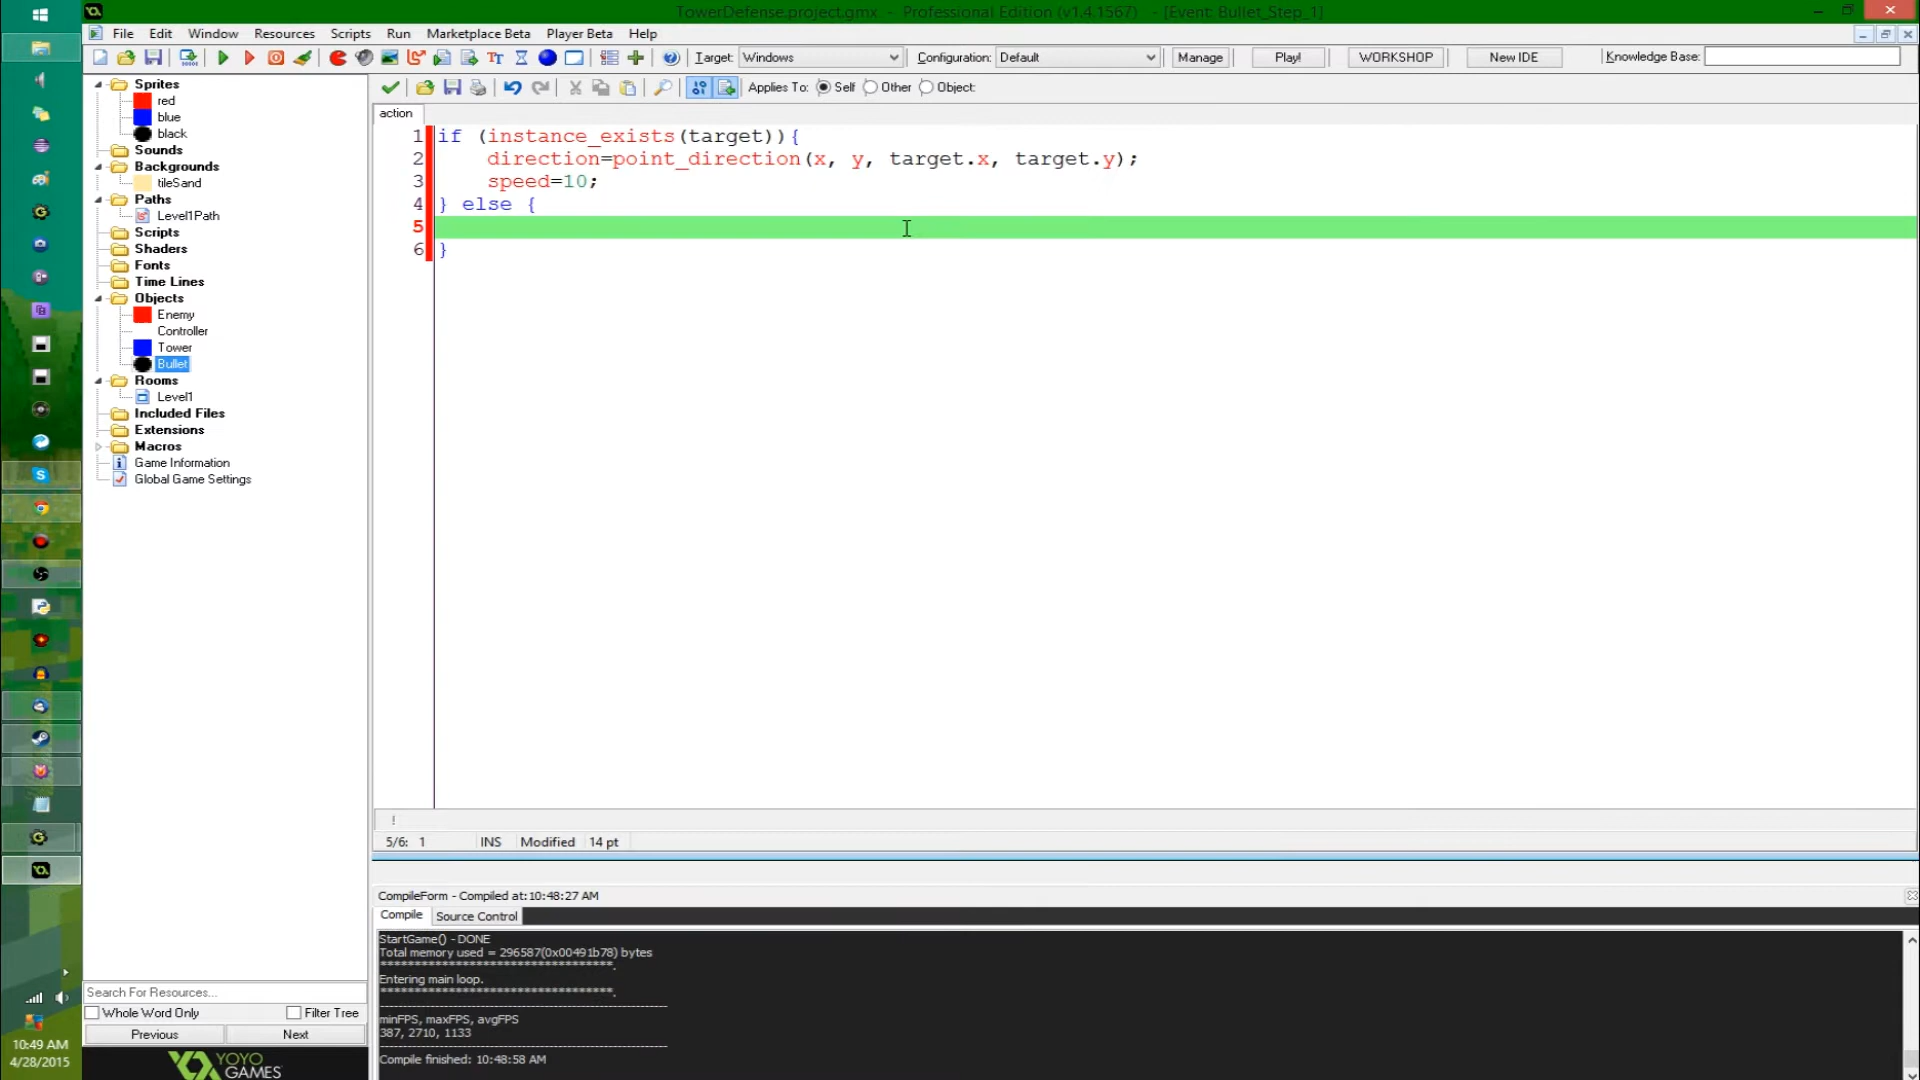 TowerDefense.project.gmx - Professional Edition (v1.4.1567) - [Event: Bullet_Step_1]
File Edit Window Resources Scripts Run Marketplace Beta Player Beta Help
Target: Windows Configuration: Default Manage Play! WORKSHOP New IDE Knowledge Base:
Applies To: Self Other Object:
action
1 if (instance_exists(target)){
2 direction=point_direction(x, y, target.x, target.y);
3 speed=10;
4 } else {
5
6 }
Sprites
red
blue
black
Sounds
Backgrounds
tileSand
Paths
Level1Path
Scripts
Shaders
Fonts
Time Lines
Objects
Enemy
Controller
Tower
Bullet
Rooms
Level1
Included Files
Extensions
Macros
Game Information
Global Game Settings
!
5/6: 1 INS Modified 14 pt
CompileForm - Compiled at:10:48:27 AM
Compile Source Control
StartGame() - DONE
Total memory used = 296587(0x00491b78) bytes
**********************************.
Entering main loop.
**********************************.
minFPS, maxFPS, avgFPS
387, 2710, 1133
Compile finished: 10:48:58 AM
Search For Resources...
Whole Word Only Filter Tree
Previous Next
YOYO
GAMES
10:49 AM
4/28/2015